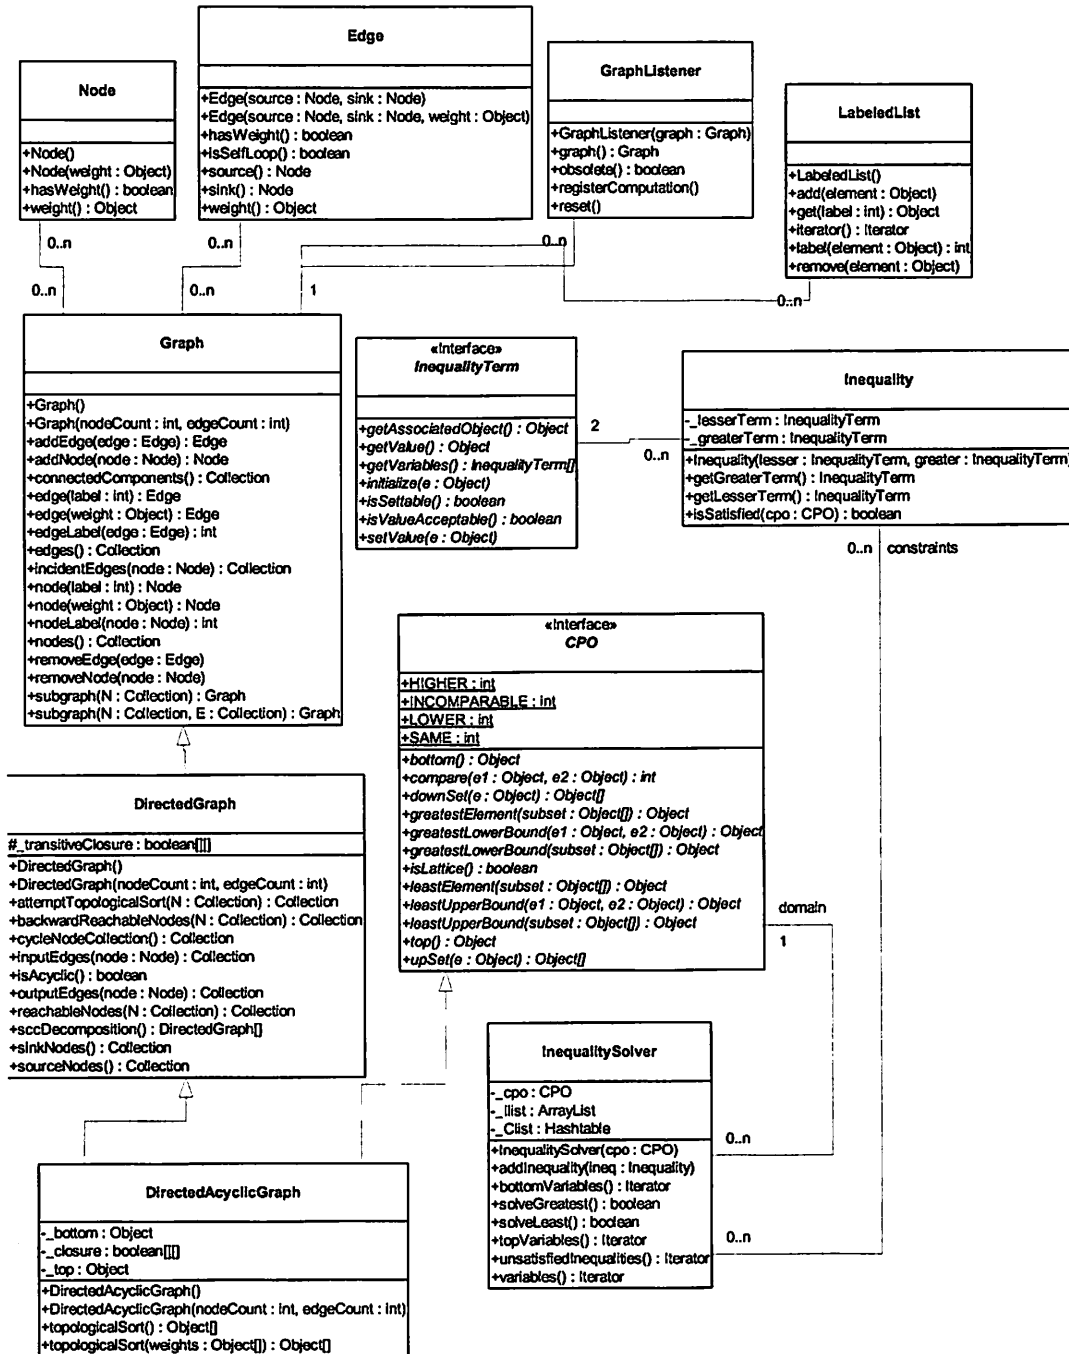 Node
+Node()
+Node(weight : Object)
+hasWeight() : boolean
+weight() : Object
Edge
+Edge(source : Node, sink : Node)
+Edge(source : Node, sink : Node, weight : Object)
+hasWeight() : boolean
+isSelfLoop() : boolean
+source() : Node
+sink() : Node
+weight() : Object
GraphListener
+GraphListener(graph : Graph)
+graph() : Graph
+obsolete() : boolean
+registerComputation()
+reset()
LabeledList
+LabeledList()
+add(element : Object)
+get(label : int) : Object
+iterator() : Iterator
+label(element : Object) : int
+remove(element : Object)
0..n
0..n
0..n
0..n
0..n
1
0..n
Graph
+Graph()
+Graph(nodeCount : int, edgeCount : int)
+addEdge(edge : Edge) : Edge
+addNode(node : Node) : Node
+connectedComponents() : Collection
+edge(label : int) : Edge
+edge(weight : Object) : Edge
+edgeLabel(edge : Edge) : int
+edges() : Collection
+incidentEdges(node : Node) : Collection
+node(label : int) : Node
+node(weight : Object) : Node
+nodeLabel(node : Node) : int
+nodes() : Collection
+removeEdge(edge : Edge)
+removeNode(node : Node)
+subgraph(N : Collection) : Graph
+subgraph(N : Collection, E : Collection) : Graph
«Interface»
InequalityTerm
+getAssociatedObject() : Object
+getValue() : Object
+getVariables() : InequalityTerm[]
+initialize(e : Object)
+isSettable() : boolean
+isValueAcceptable() : boolean
+setValue(e : Object)
2
0..n
Inequality
-_lesserTerm : InequalityTerm
-_greaterTerm : InequalityTerm
+Inequality(lesser : InequalityTerm, greater : InequalityTerm)
+getGreaterTerm() : InequalityTerm
+getLesserTerm() : InequalityTerm
+isSatisfied(cpo : CPO) : boolean
0..n constraints
«Interface»
CPO
+HIGHER : int
+INCOMPARABLE : int
+LOWER : int
+SAME : int
+bottom() : Object
+compare(e1 : Object, e2 : Object) : int
+downSet(e : Object) : Object[]
+greatestElement(subset : Object[]) : Object
+greatestLowerBound(e1 : Object, e2 : Object) : Object
+greatestLowerBound(subset : Object[]) : Object
+isLattice() : boolean
+leastElement(subset : Object[]) : Object
+leastUpperBound(e1 : Object, e2 : Object) : Object
+leastUpperBound(subset : Object[]) : Object
+top() : Object
+upSet(e : Object) : Object[]
domain
1
DirectedGraph
#_transitiveClosure : boolean[][]
+DirectedGraph()
+DirectedGraph(nodeCount : int, edgeCount : int)
+attemptTopologicalSort(N : Collection) : Collection
+backwardReachableNodes(N : Collection) : Collection
+cycleNodeCollection() : Collection
+inputEdges(node : Node) : Collection
+isAcyclic() : boolean
+outputEdges(node : Node) : Collection
+reachableNodes(N : Collection) : Collection
+sccDecomposition() : DirectedGraph[]
+sinkNodes() : Collection
+sourceNodes() : Collection
InequalitySolver
-_cpo : CPO
-_Ilist : ArrayList
-_Clist : Hashtable
+InequalitySolver(cpo : CPO)
+addInequality(ineq : Inequality)
+bottomVariables() : Iterator
+solveGreatest() : boolean
+solveLeast() : boolean
+topVariables() : Iterator
+unsatisfiedInequalities() : Iterator
+variables() : Iterator
0..n
0..n
DirectedAcyclicGraph
-_bottom : Object
-_closure : boolean[][]
-_top : Object
+DirectedAcyclicGraph()
+DirectedAcyclicGraph(nodeCount : int, edgeCount : int)
+topologicalSort() : Object[]
+topologicalSort(weights : Object[]) : Object[]